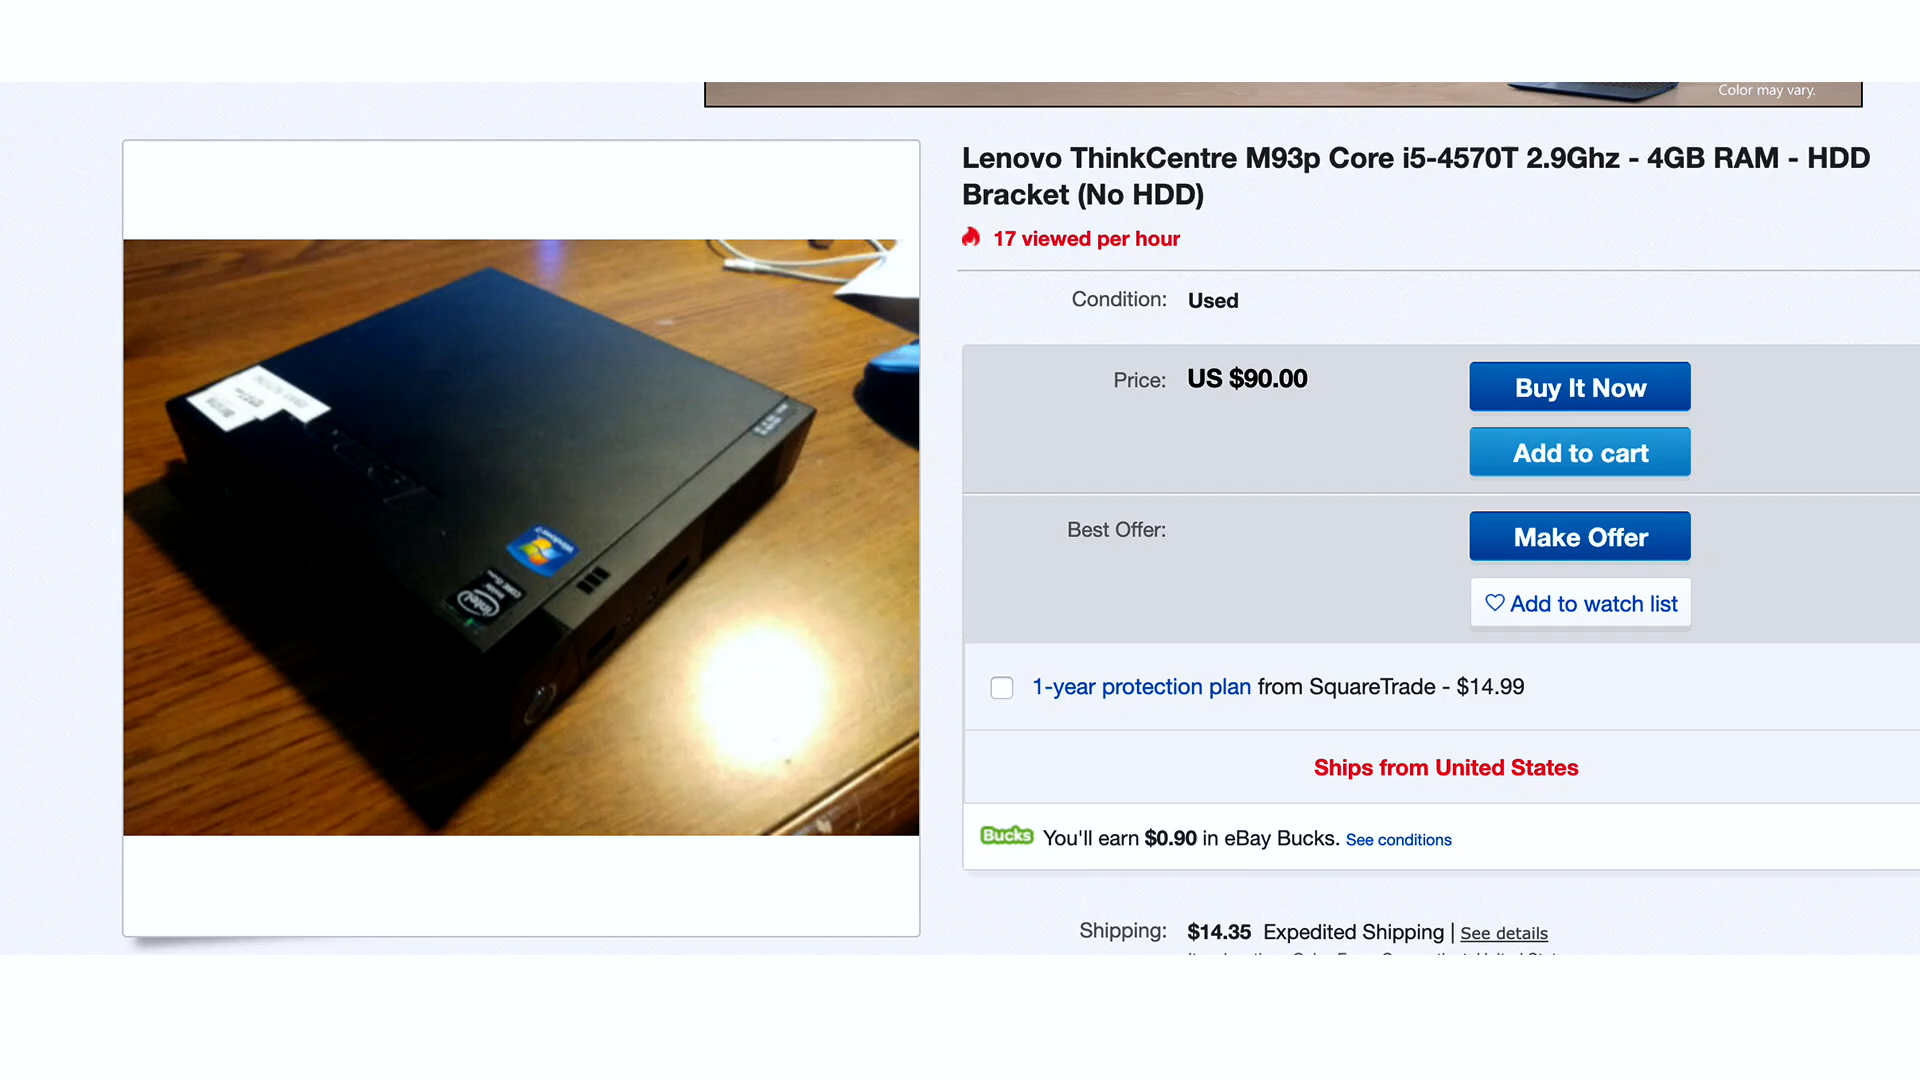 Color may vary.
Lenovo ThinkCentre M93p Core i5-4570T 2.9Ghz - 4GB RAM - HDD
Bracket (No HDD)
17 viewed per hour
Condition: Used
Price: US $90.00
Buy It Now
Add to cart
Best Offer:
Make Offer
Add to watch list
1-year protection plan from SquareTrade - $14.99
Ships from United States
Bucks You'll earn $0.90 in eBay Bucks. See conditions
Shipping: $14.35 Expedited Shipping | See details
intel